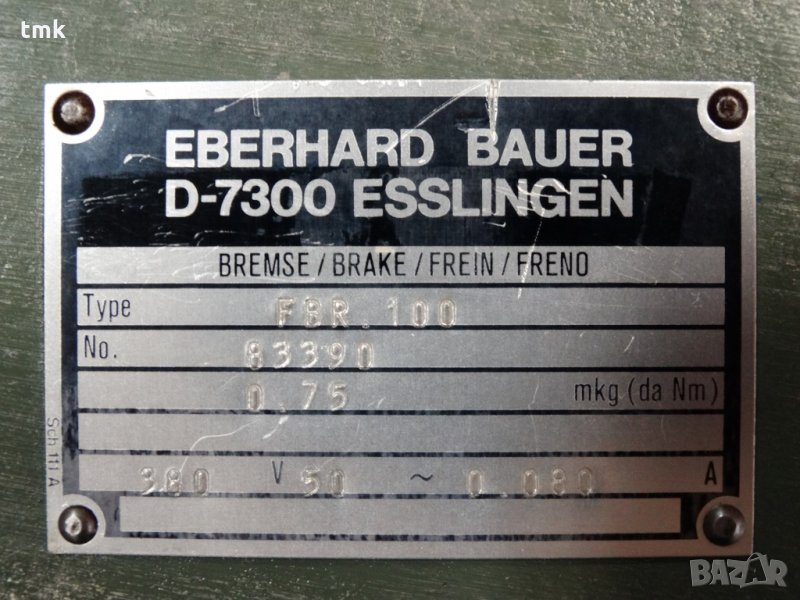 tmk
EBERHARD BAUER
D-7300 ESSLINGEN
BREMSE/BRAKE/FREIN/FRENO
Type FBR.100
No. 83390
0.75 mkg (da Nm)
380 V 50 ~ 0.080 A
Sch 111 A
BAZAR